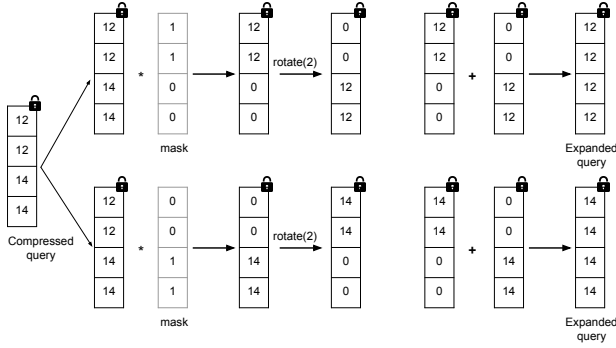 12 1 12 0 12 0 12
12 1 12 0 12 0 12
* rotate(2) +
14 0 0 12 0 12 12
14 0 0 12 0 12 12
mask
Expanded
query
12
12
14
14
Compressed
query
12 0 0 14 14 0 14
12 0 0 14 14 0 14
* rotate(2) +
14 1 14 0 0 14 14
14 1 14 0 0 14 14
mask
Expanded
query